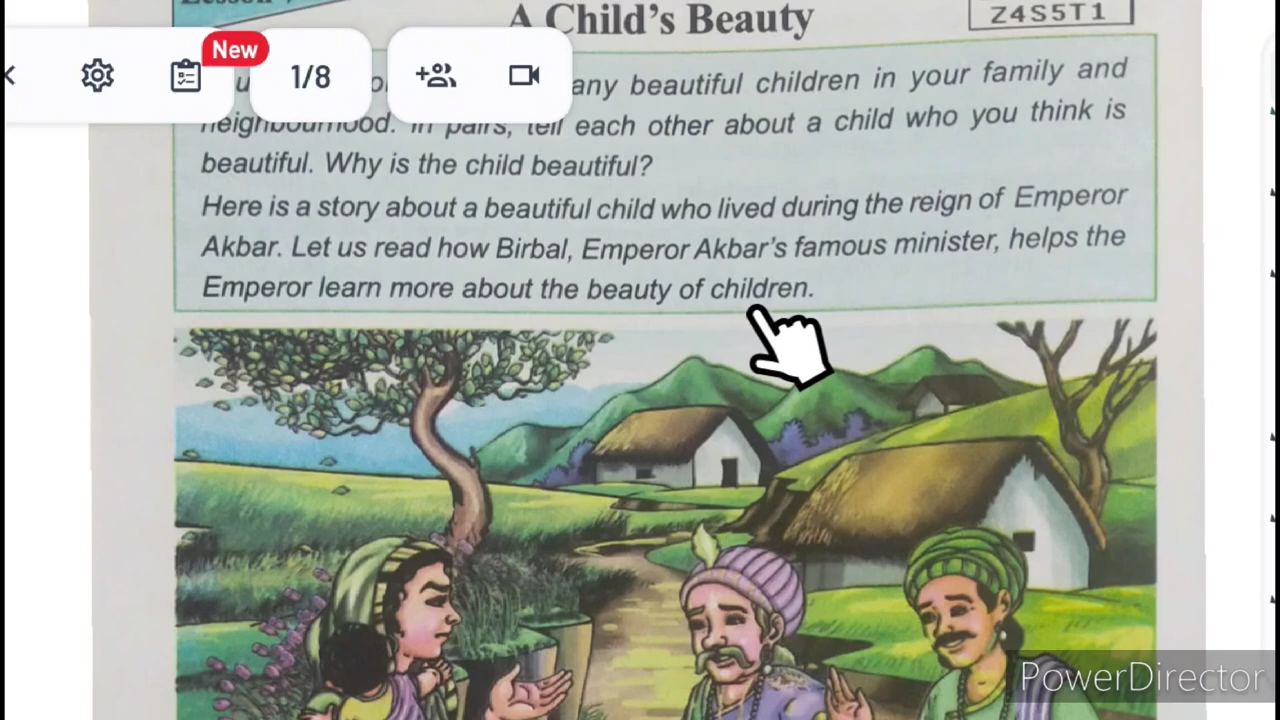 A Child's Beauty
Z4S5T1
New
1/8
any beautiful children in your family and
neighbourhood. In pairs, tell each other about a child who you think is
beautiful. Why is the child beautiful?
Here is a story about a beautiful child who lived during the reign of Emperor
Akbar. Let us read how Birbal, Emperor Akbar's famous minister, helps the
Emperor learn more about the beauty of children.
PowerDirector